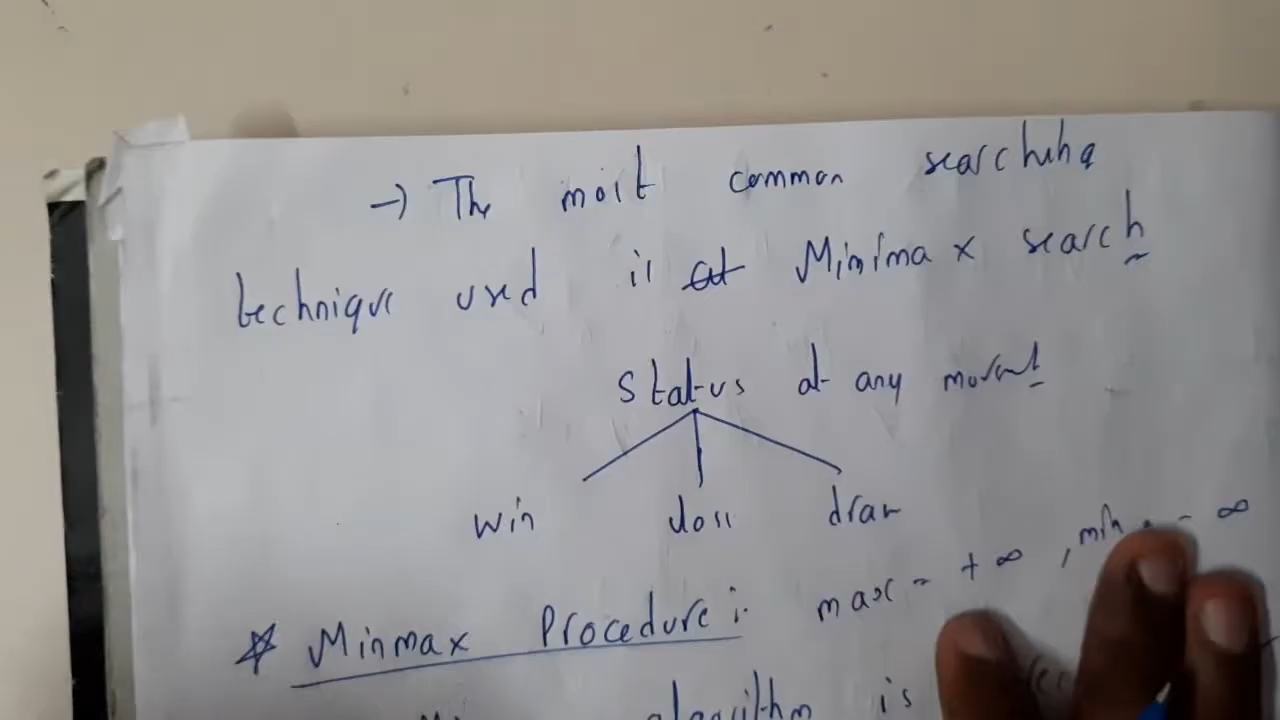 → The most common searching
technique used is at Minimax search
Status at any moment
win loss draw
* Minmax Procedure :- max = +∞ , min = -∞
algorithm is